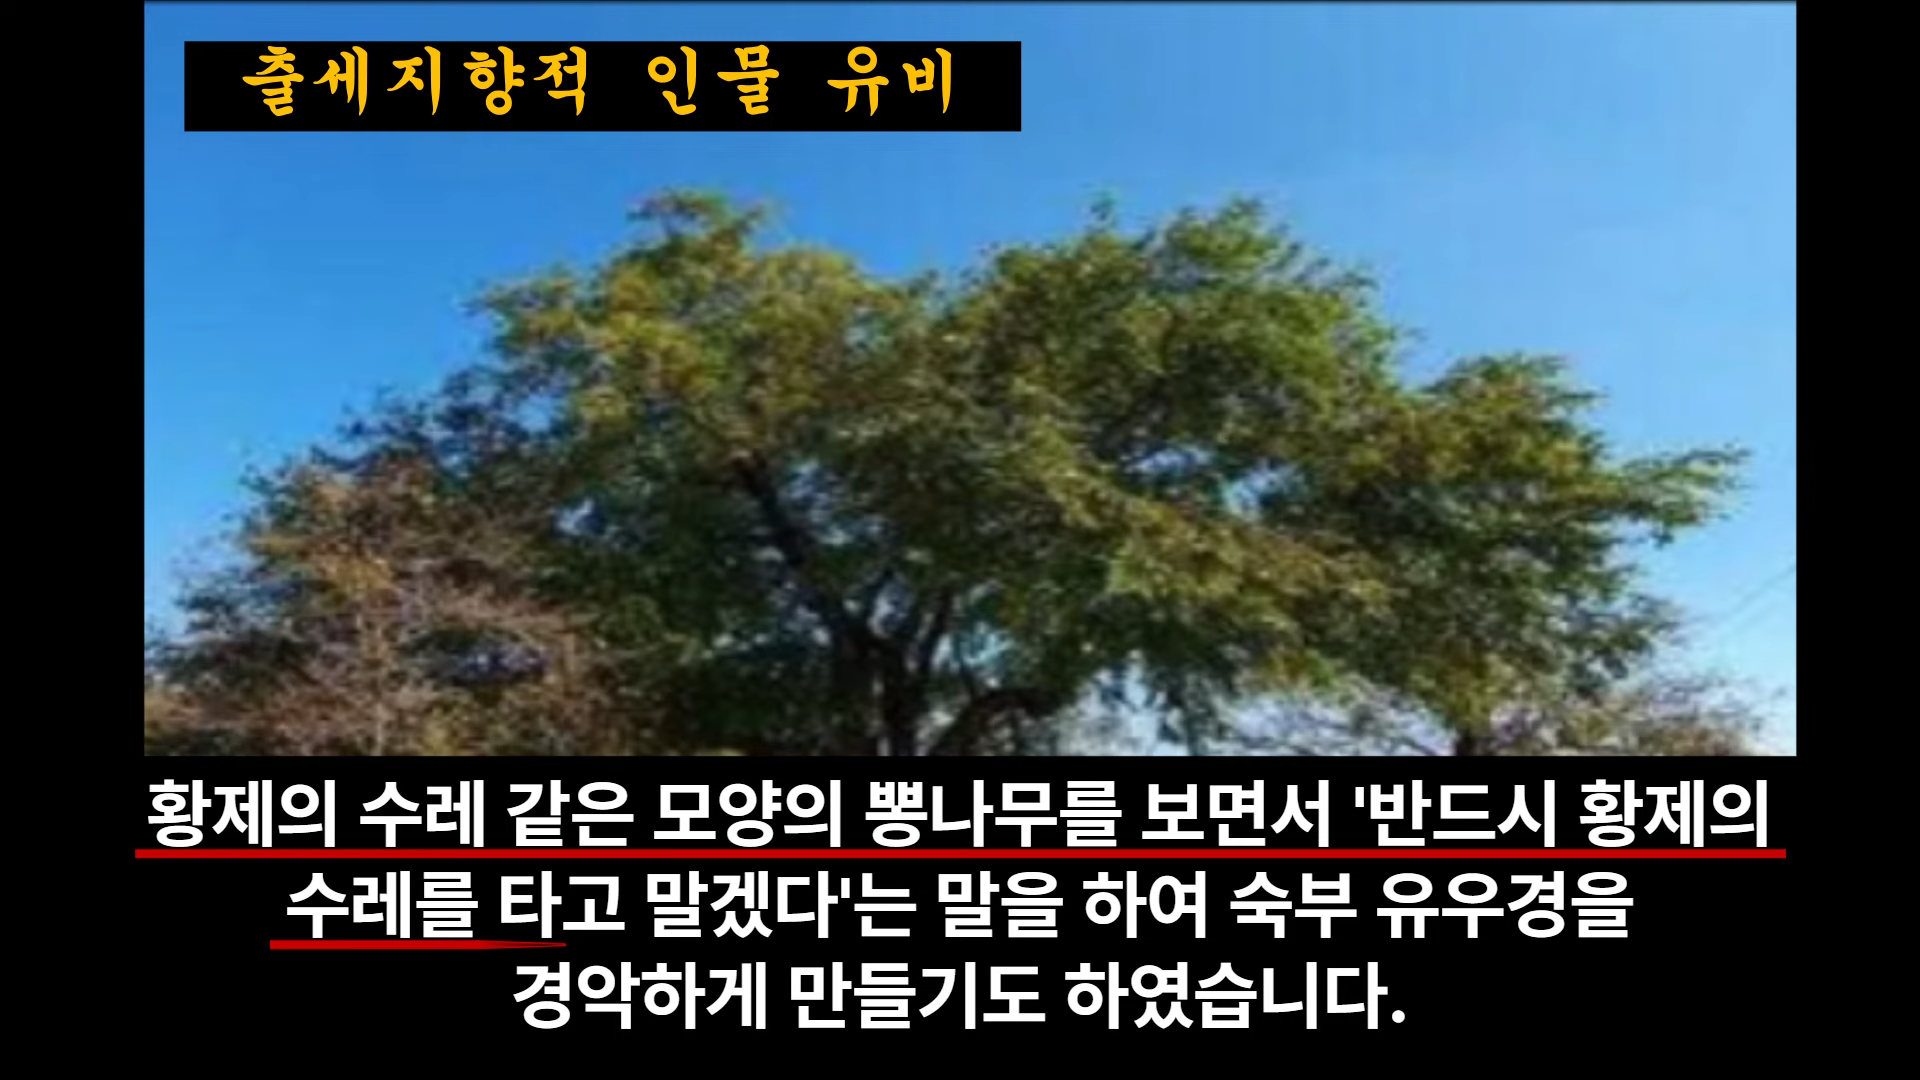 출세지향적 인물 유비
황제의 수레 같은 모양의 뽕나무를 보면서 '반드시 황제의
수레를 타고 말겠다'는 말을 하여 숙부 유우경을
경악하게 만들기도 하였습니다.